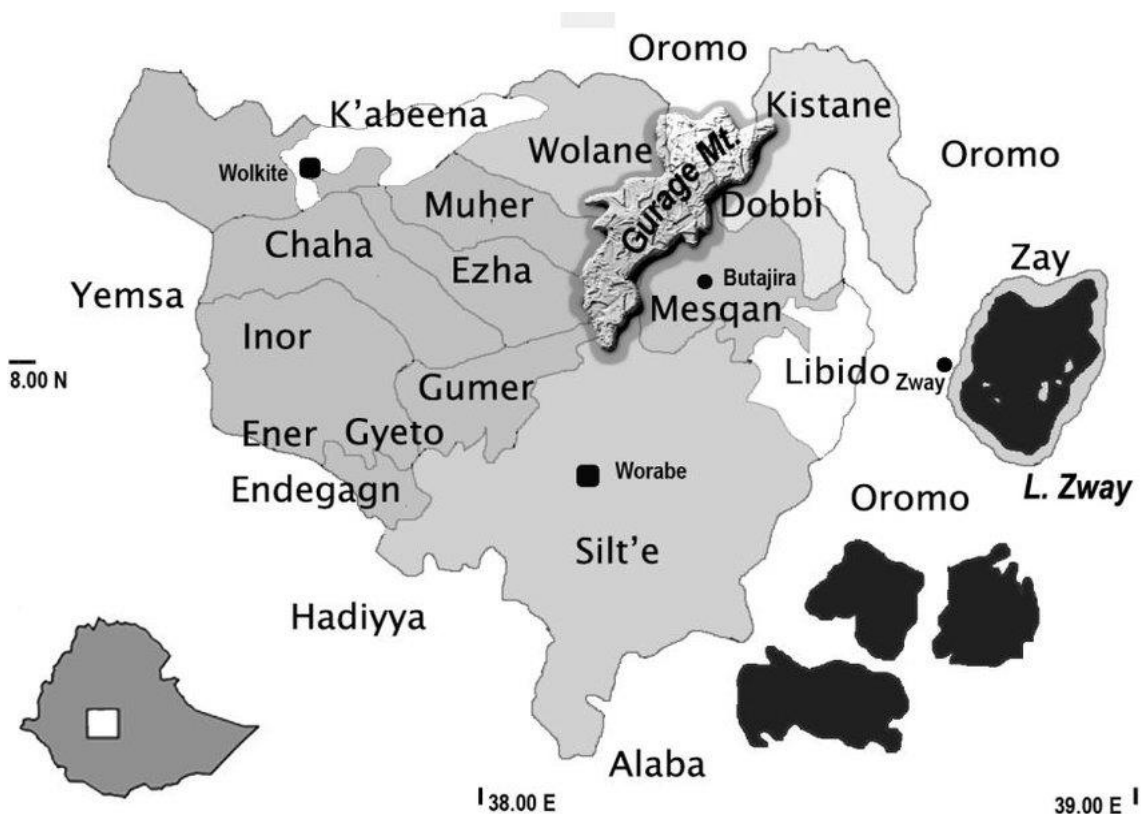 Oromo
Kistane
K'abeena
Wolane
Gurage Mt.
Oromo
Wolkite
Muher
Dobbi
Chaha
Ezha
Butajira
Zay
Yemsa
Mesqan
Inor
8.00 N
Libido
Zway
Gumer
Ener
Gyeto
Endegagn
Worabe
L. Zway
Oromo
Silt'e
Hadiyya
Alaba
38.00 E
39.00 E